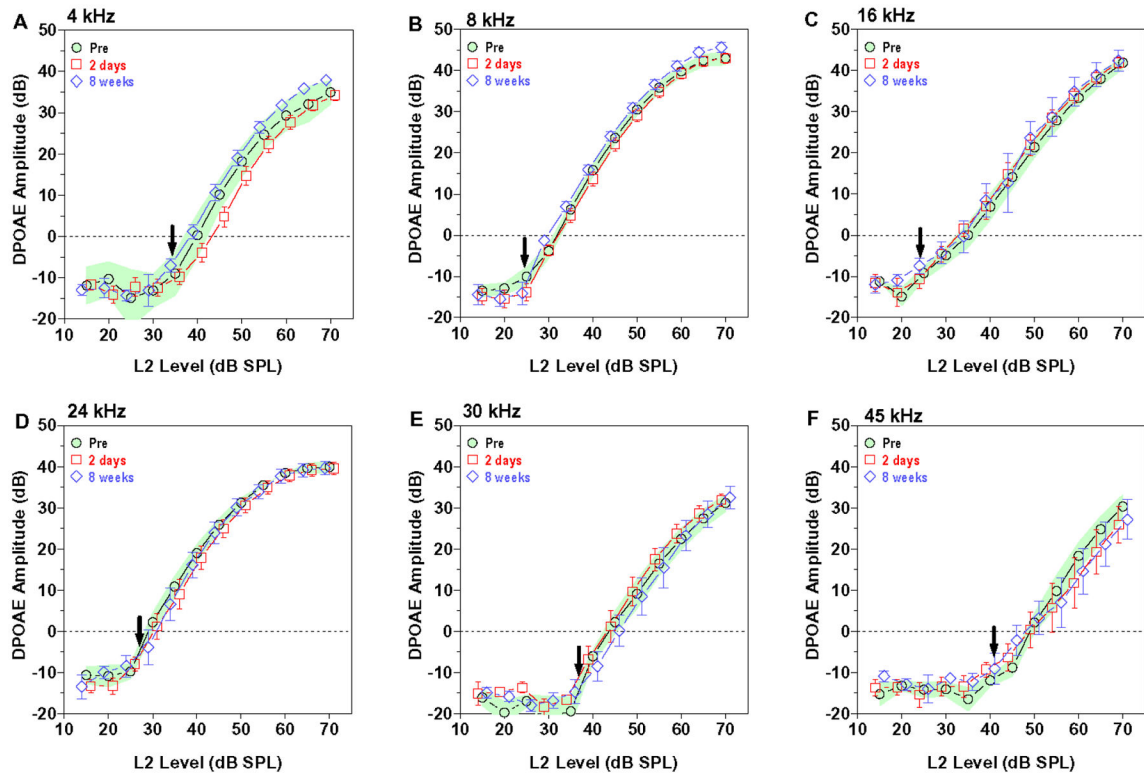 A 4 kHz
50
40
30
20
10
0
-10
-20
10 20 30 40 50 60 70
DPOAE Amplitude (dB)
L2 Level (dB SPL)
Pre
2 days
8 weeks
B 8 kHz
50
40
30
20
10
0
-10
-20
10 20 30 40 50 60 70
DPOAE Amplitude (dB)
L2 Level (dB SPL)
Pre
2 days
8 weeks
C 16 kHz
50
40
30
20
10
0
-10
-20
10 20 30 40 50 60 70
DPOAE Amplitude (dB)
L2 Level (dB SPL)
Pre
2 days
8 weeks
D 24 kHz
50
40
30
20
10
0
-10
-20
10 20 30 40 50 60 70
DPOAE Amplitude (dB)
L2 Level (dB SPL)
Pre
2 days
8 weeks
E 30 kHz
50
40
30
20
10
0
-10
-20
10 20 30 40 50 60 70
DPOAE Amplitude (dB)
L2 Level (dB SPL)
Pre
2 days
8 weeks
F 45 kHz
50
40
30
20
10
0
-10
-20
10 20 30 40 50 60 70
DPOAE Amplitude (dB)
L2 Level (dB SPL)
Pre
2 days
8 weeks